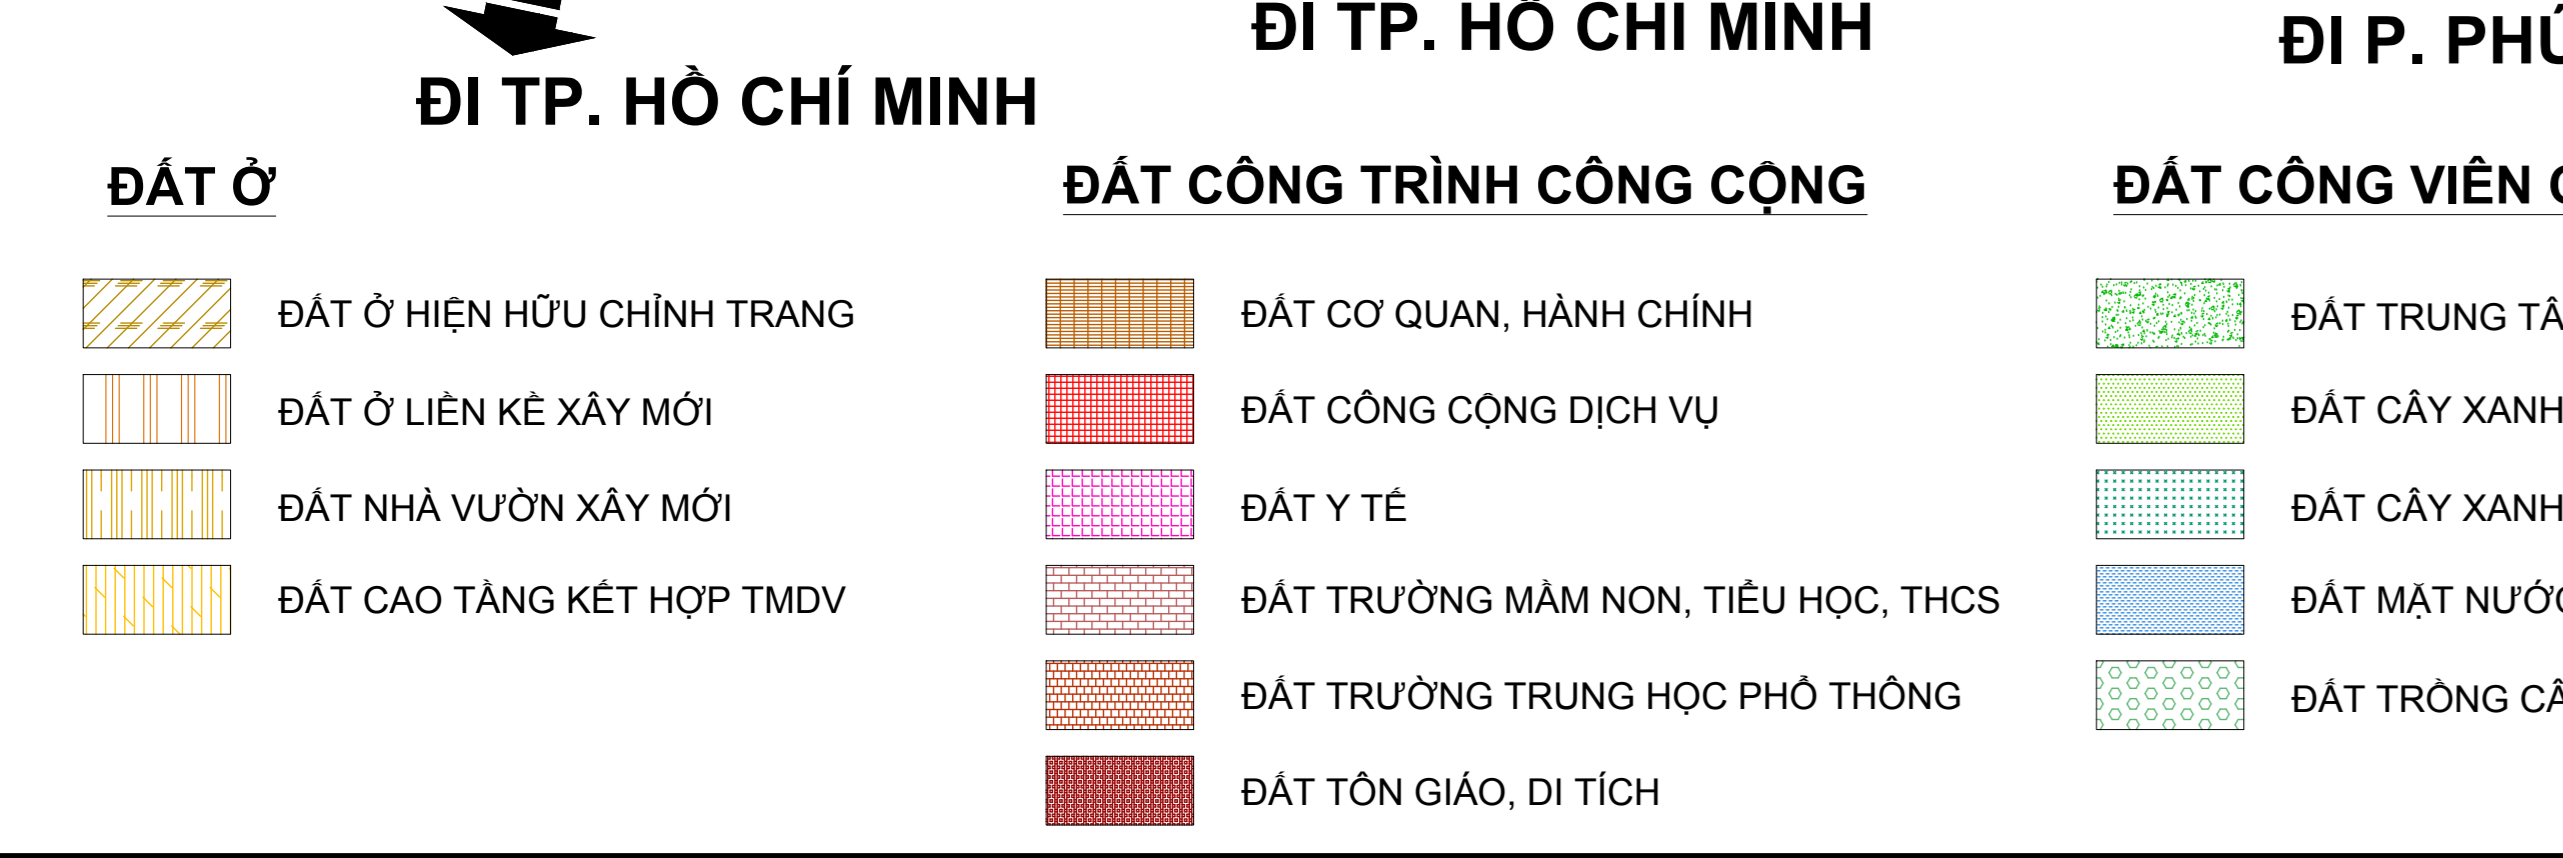 ĐI TP. HỒ CHÍ MINH
ĐI TP. HỒ CHÍ MINH
ĐI P.
ĐẤT Ở
ĐẤT Ở HIỆN HỮU CHỈNH TRANG
ĐẤT Ở LIỀN KỀ XÂY MỚI
ĐẤT NHÀ VƯỜN XÂY MỚI
ĐẤT CAO TẦNG KẾT HỢP TMDV
ĐẤT CÔNG TRÌNH CÔNG CỘNG
ĐẤT CƠ QUAN, HÀNH CHÍNH
ĐẤT CÔNG CỘNG DỊCH VỤ
ĐẤT Y TẾ
ĐẤT TRƯỜNG MẦM NON, TIỂU HỌC, THCS
ĐẤT TRƯỜNG TRUNG HỌC PHỔ THÔNG
ĐẤT TÔN GIÁO, DI TÍCH
ĐẤT CÔNG VIÊN
ĐẤT TRUNG
ĐẤT CÂY XANH
ĐẤT CÂY XANH
ĐẤT MẶT
ĐẤT TRỒNG